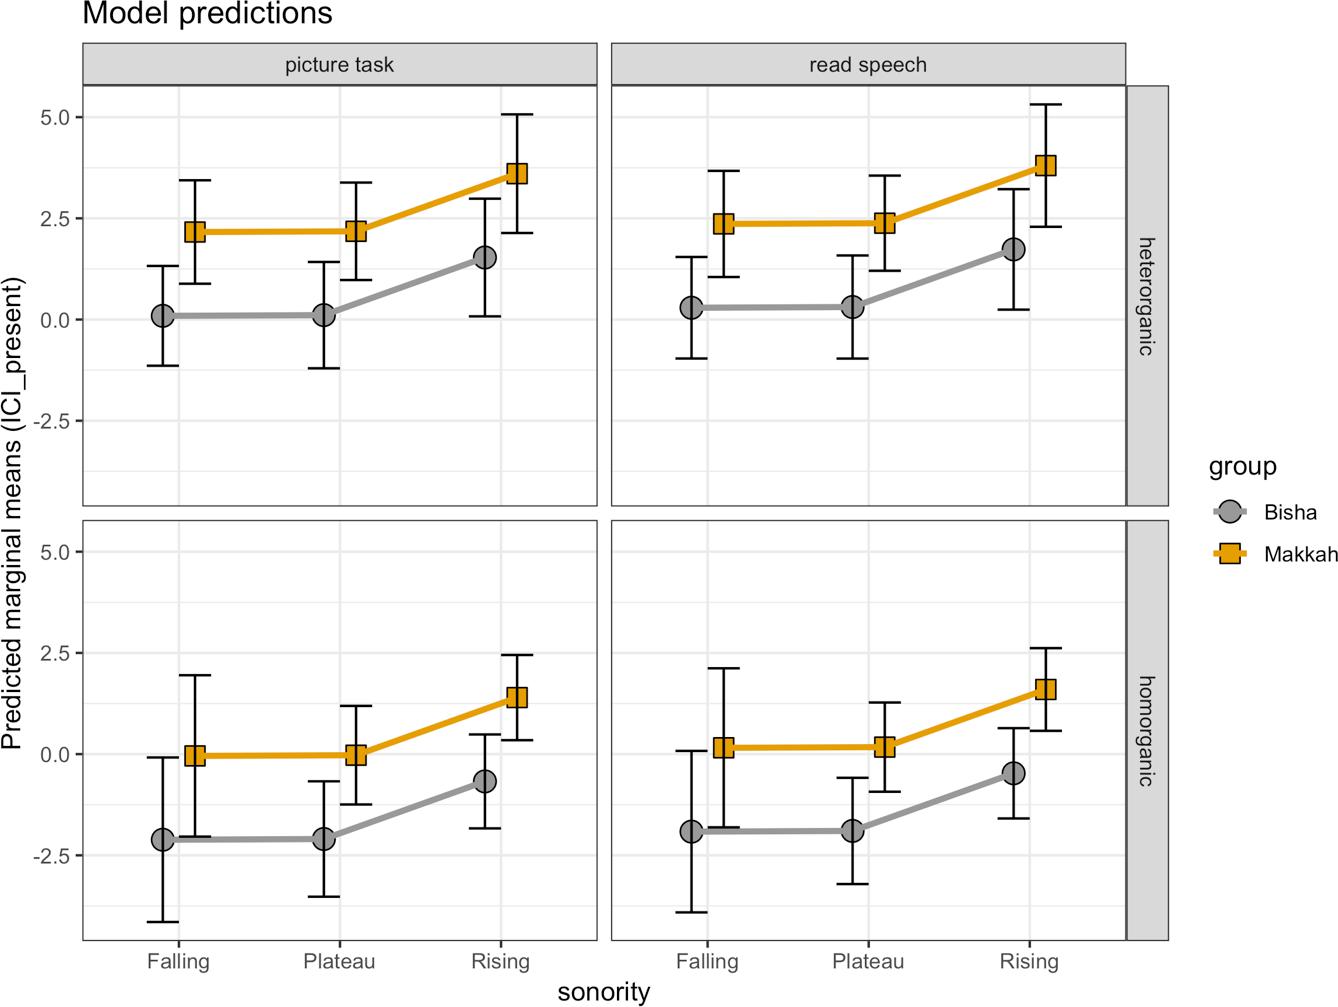 Model predictions
picture task
read speech
5.0
2.5
0.0
-2.5
heterorganic
5.0
2.5
0.0
-2.5
homorganic
Predicted marginal means (ICI_present)
Falling
Plateau
Rising
Falling
Plateau
Rising
sonority
group
Bisha
Makkah